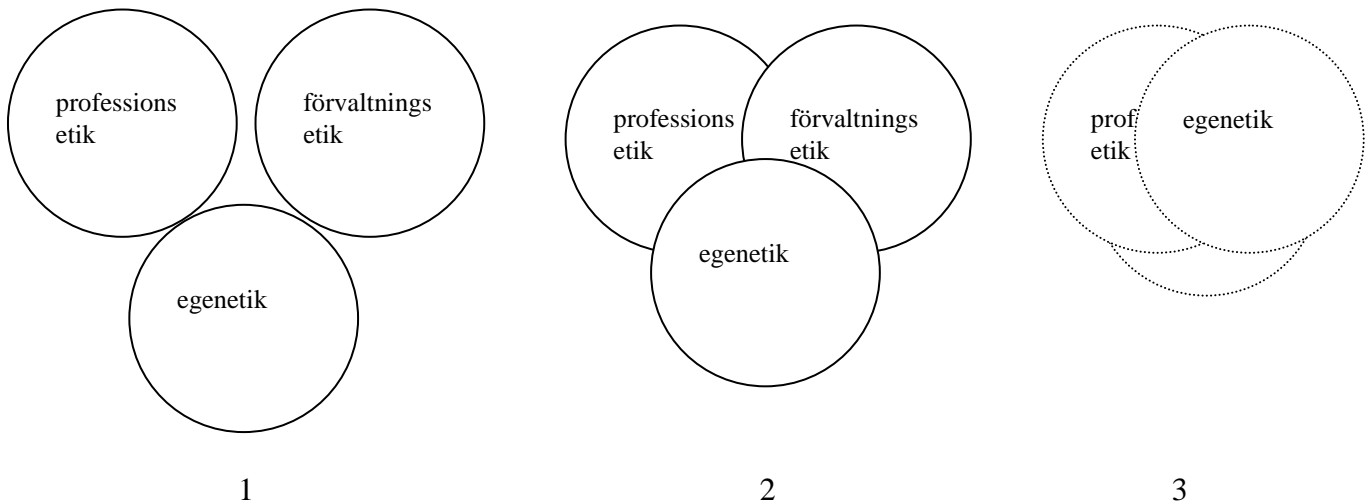 professions
etik
förvaltnings
etik
egenetik
professions
etik
förvaltnings
etik
egenetik
prof
etik
egenetik
1
2
3